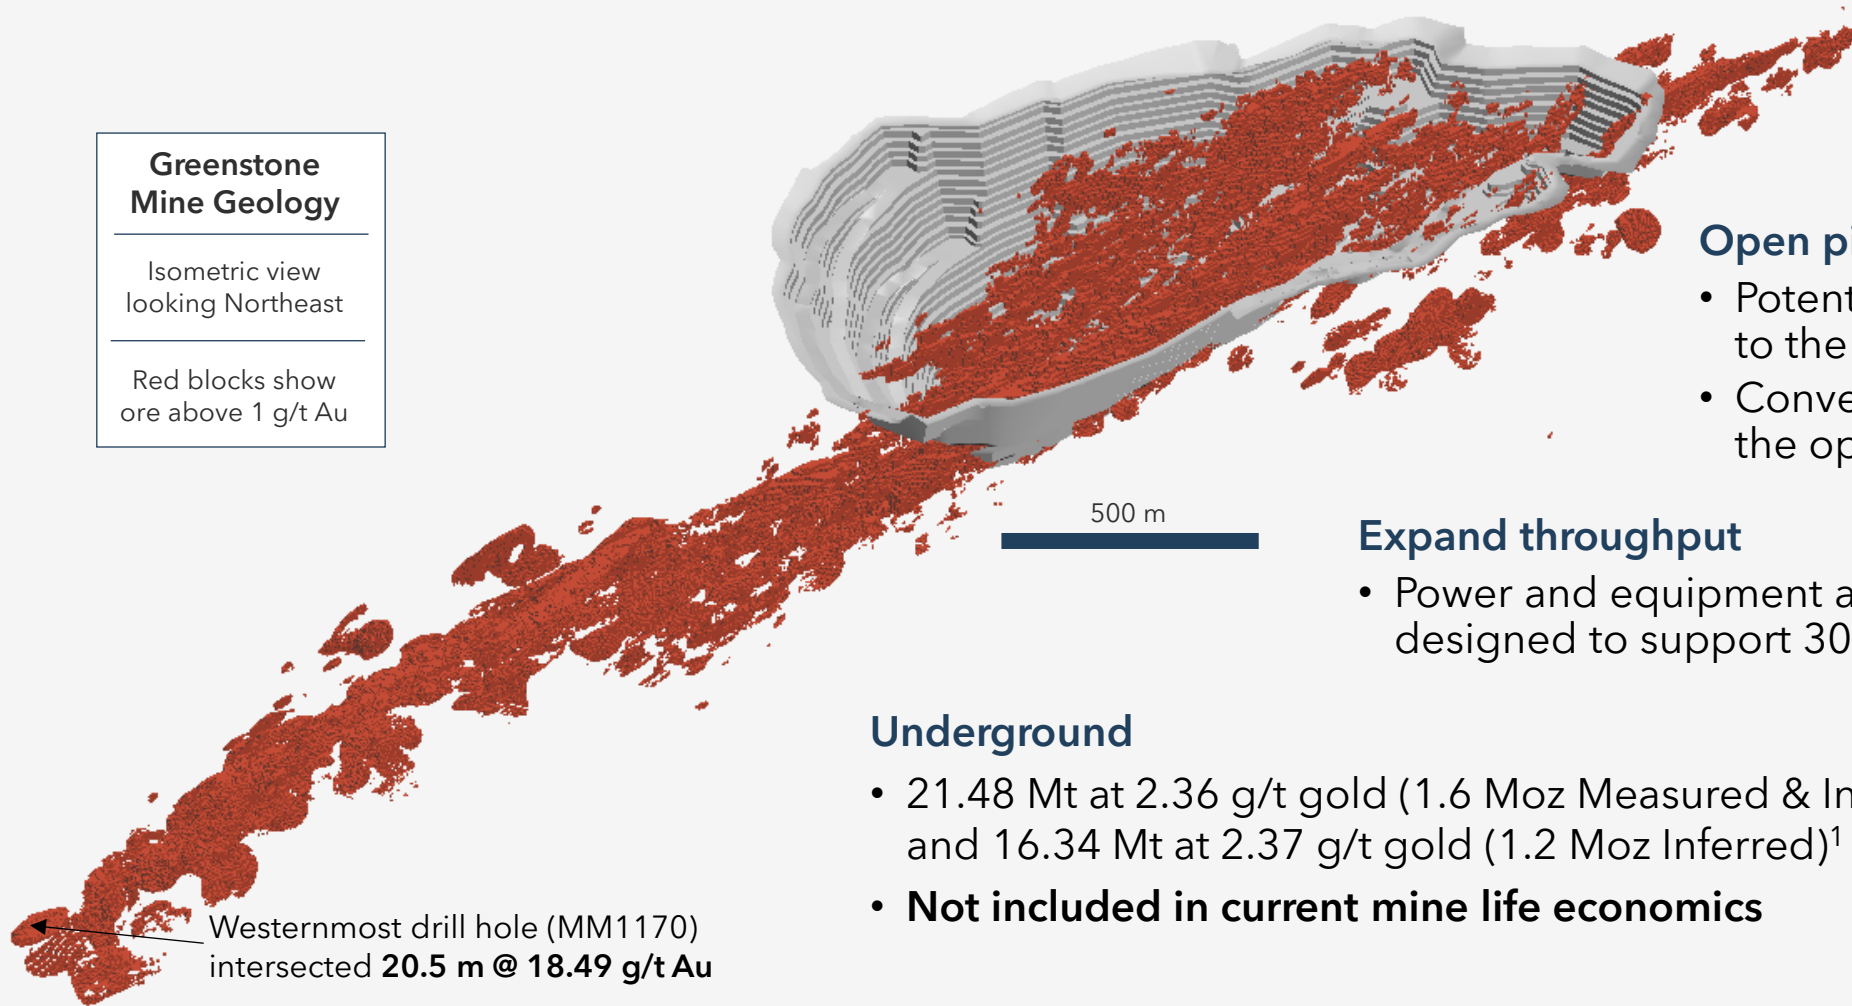 Greenstone
Mine Geology
Isometric view
looking Northeast
Red blocks show
ore above 1 g/t Au
Open
• 
to the
• 
the
500 m
Expand throughput
• Power and equipment
designed to support 30
Underground
• 21.48 Mt at 2.36 g/t gold (1.6 Moz Measured &
and 16.34 Mt at 2.37 g/t gold (1.2 Moz Inferred)¹
• Not included in current mine life economics
Westernmost drill hole (MM1170)
intersected 20.5 m @ 18.49 g/t Au